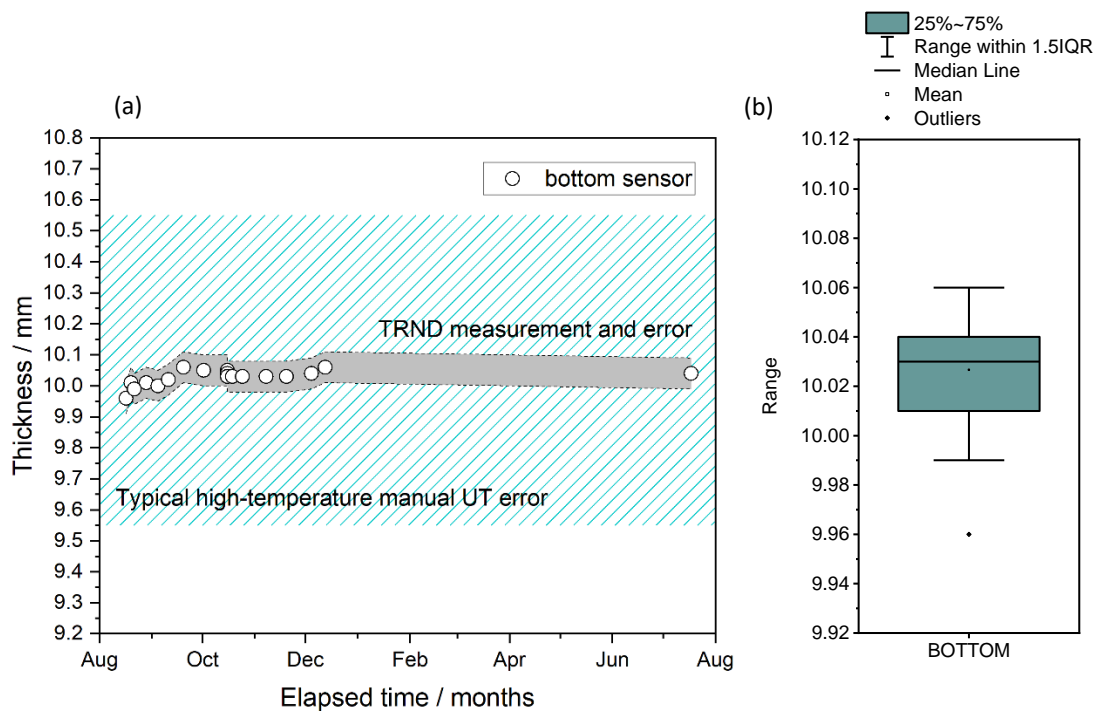 (a)
10.8
10.7
10.6
10.5
10.4
10.3
10.2
10.1
10.0
9.9
9.8
9.7
9.6
9.5
9.4
9.3
9.2
Thickness / mm
bottom sensor
TRND measurement and error
Typical high-temperature manual UT error
Aug Oct Dec Feb Apr Jun Aug
Elapsed time / months
25%~75%
Range within 1.5IQR
Median Line
Mean
Outliers
(b)
10.12
10.10
10.08
10.06
10.04
10.02
10.00
9.98
9.96
9.94
9.92
Range
BOTTOM